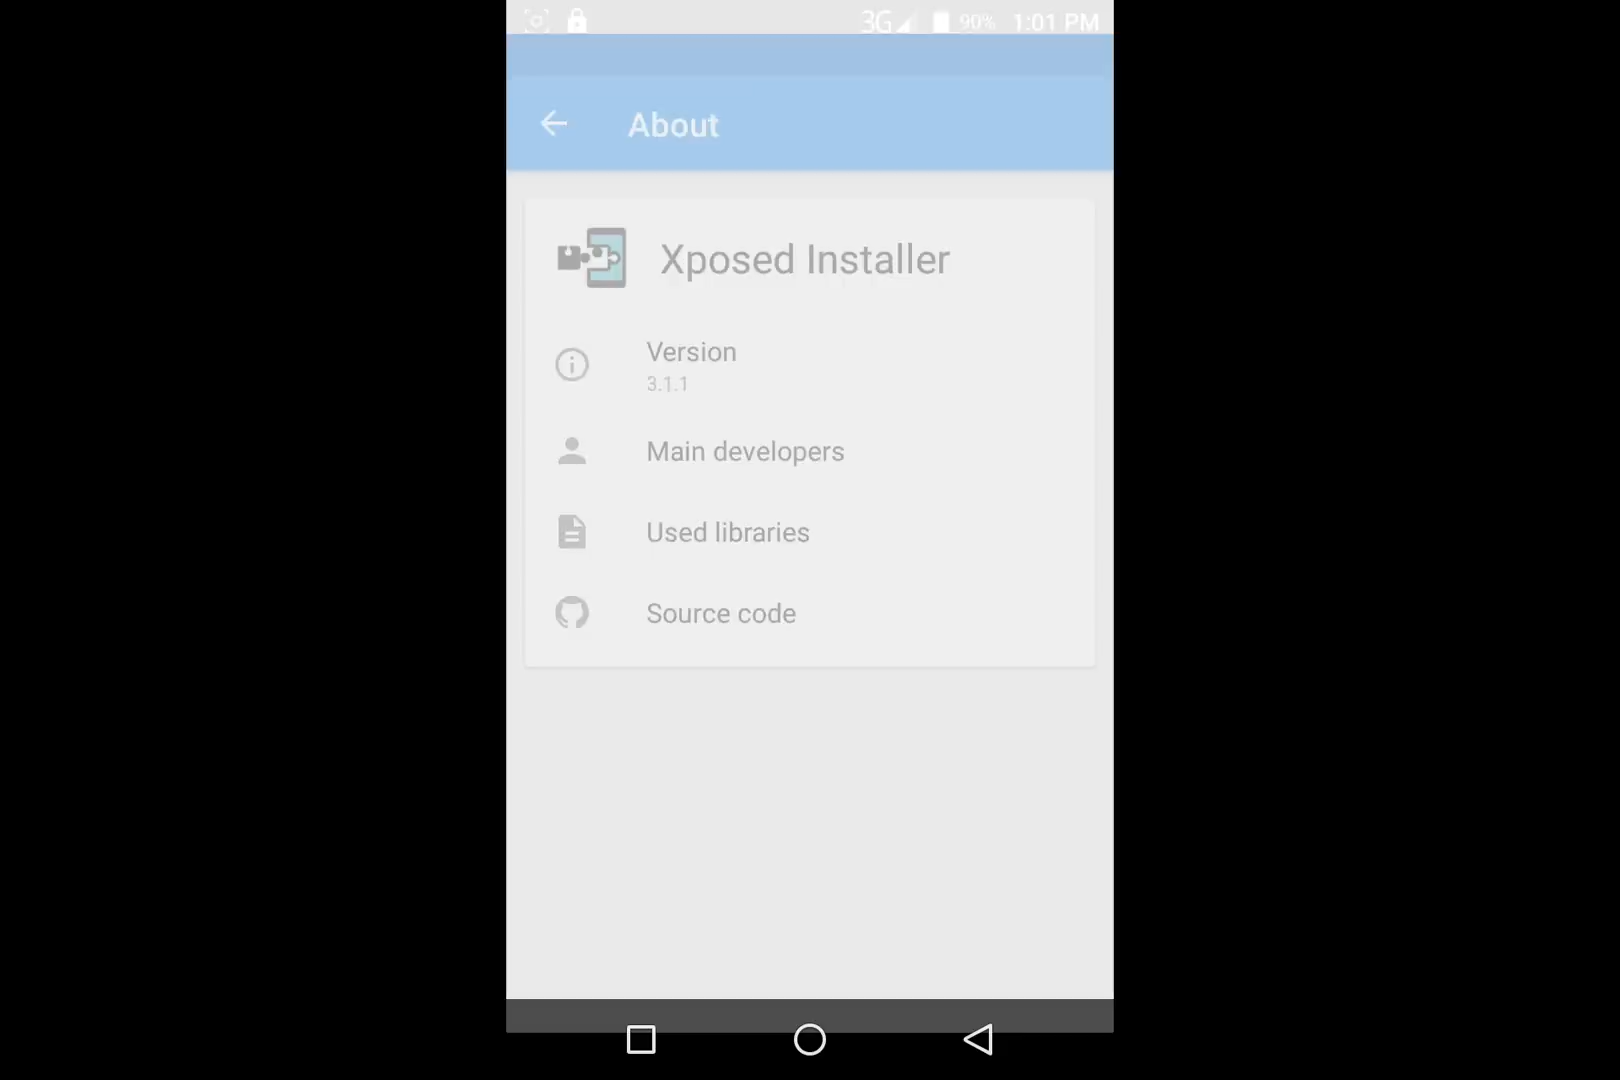 3G 90% 1:01 PM
About
Xposed Installer
Version
3.1.1
Main developers
Used libraries
Source code